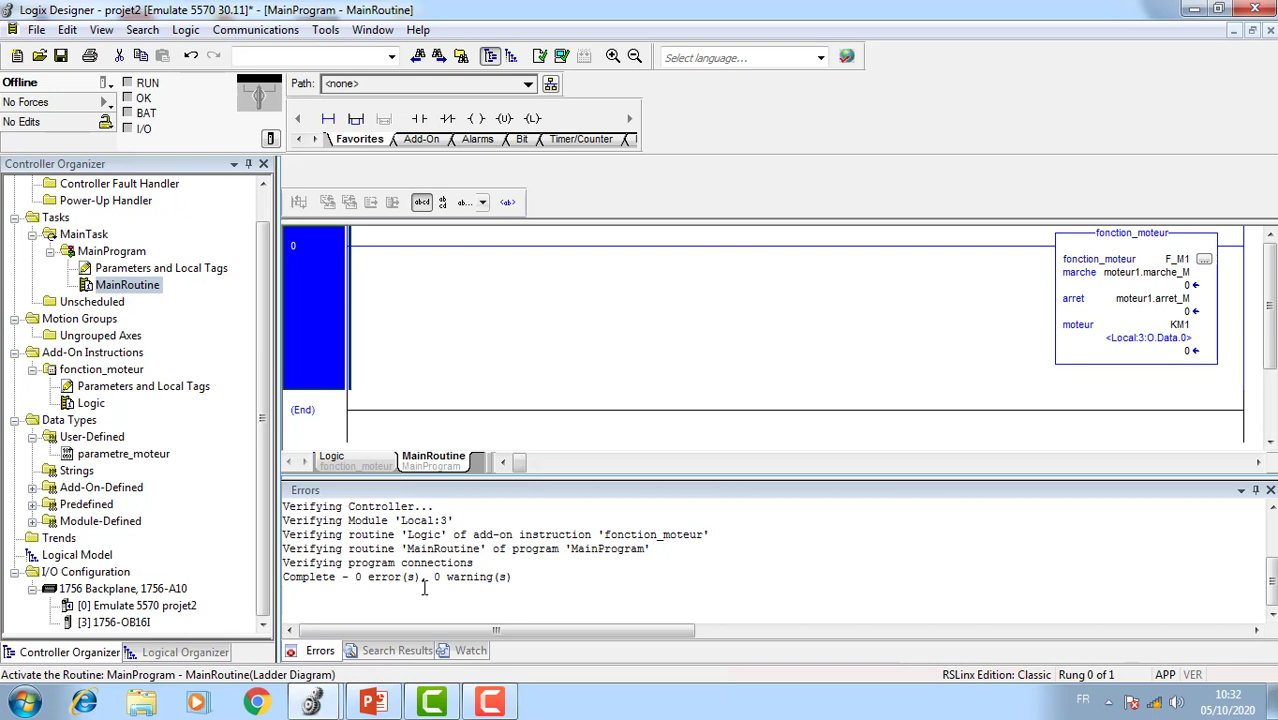 Logix Designer - projet2 [Emulate 5570 30.11]* - [MainProgram - MainRoutine]
File Edit View Search Logic Communications Tools Window Help
Select language...
Offline
RUN
No Forces
OK
No Edits
BAT
I/O
Path: <none>
Favorites Add-On Alarms Bit Timer/Counter
Controller Organizer
Controller Fault Handler
Power-Up Handler
Tasks
MainTask
MainProgram
Parameters and Local Tags
MainRoutine
Unscheduled
Motion Groups
Ungrouped Axes
Add-On Instructions
fonction_moteur
Parameters and Local Tags
Logic
Data Types
User-Defined
parametre_moteur
Strings
Add-On-Defined
Predefined
Module-Defined
Trends
Logical Model
I/O Configuration
1756 Backplane, 1756-A10
[0] Emulate 5570 projet2
[3] 1756-OB16I
Controller Organizer Logical Organizer
abcd ab cd ab... <ab>
0
fonction_moteur
fonction_moteur F_M1 ...
marche moteur1.marche_M
0
arret moteur1.arret_M
0
moteur KM1
<Local:3:O.Data.0>
0
(End)
Logic MainRoutine
fonction_moteur MainProgram
Errors
Verifying Controller...
Verifying Module 'Local:3'
Verifying routine 'Logic' of add-on instruction 'fonction_moteur'
Verifying routine 'MainRoutine' of program 'MainProgram'
Verifying program connections
Complete - 0 error(s), 0 warning(s)
Errors Search Results Watch
Activate the Routine: MainProgram - MainRoutine(Ladder Diagram) RSLinx Edition: Classic Rung 0 of 1 APP VER
FR 10:32
05/10/2020